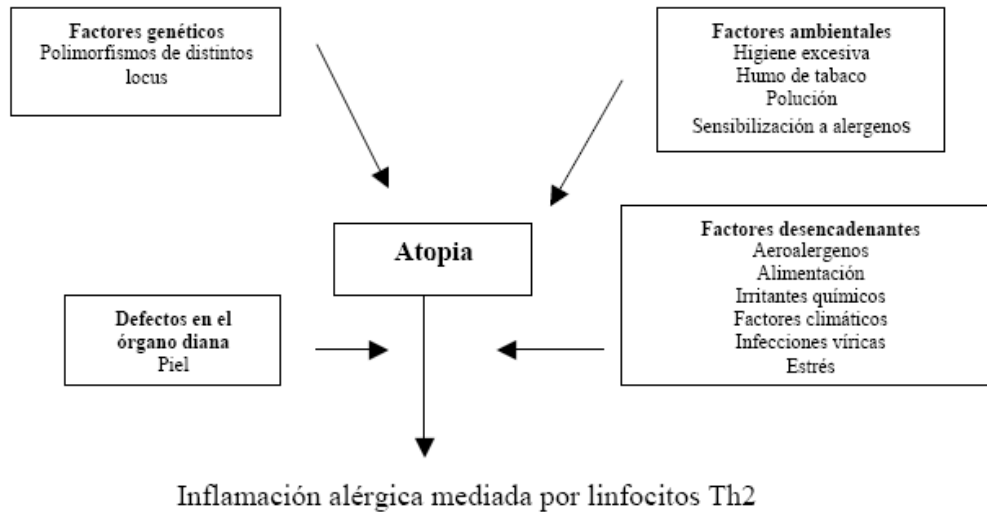 Factores genéticos
Polimorfismos de distintos
locus
Factores ambientales
Higiene excesiva
Humo de tabaco
Polución
Sensibilización a alergenos
Atopia
Factores desencadenantes
Aeroalergenos
Alimentación
Irritantes químicos
Factores climáticos
Infecciones víricas
Estrés
Defectos en el
órgano diana
Piel
Inflamación alérgica mediada por linfocitos Th2